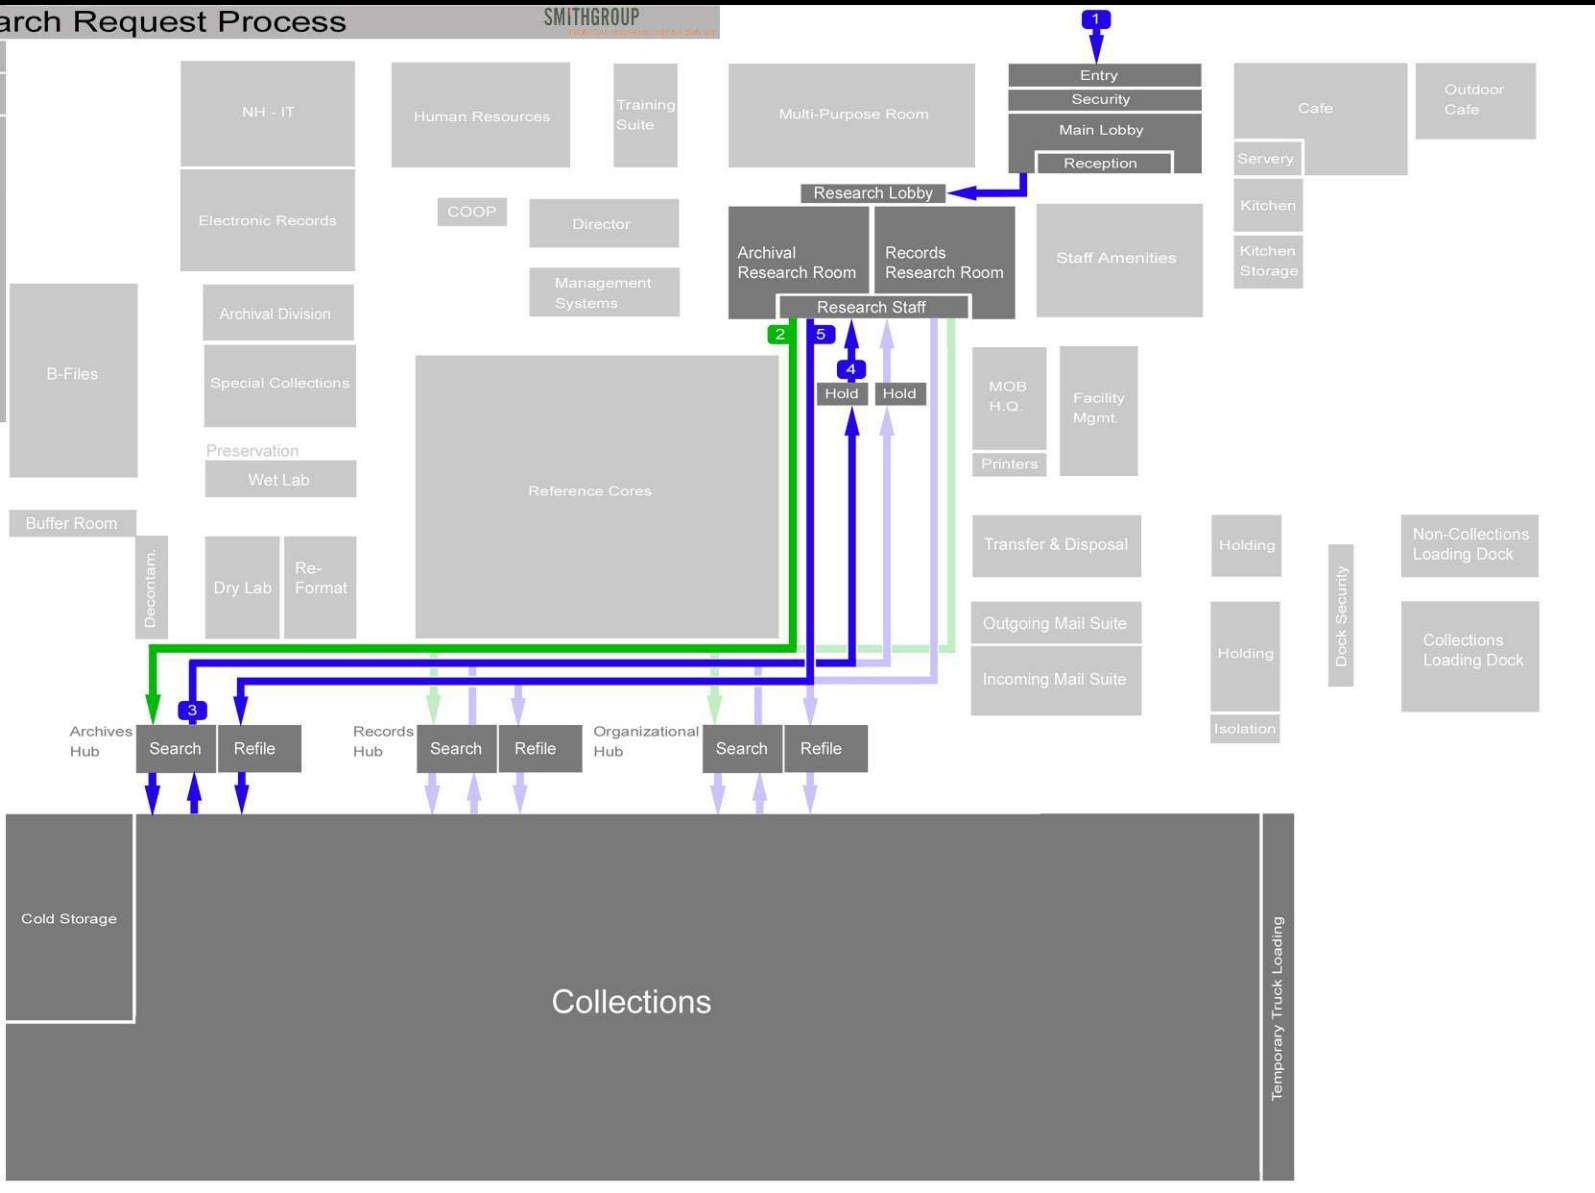 arch Request Process
SMITHGROUP
1
Entry
Security
Main Lobby
Reception
NH - IT
Human Resources
Training
Suite
Multi-Purpose Room
Cafe
Outdoor
Cafe
Servery
Kitchen
Kitchen
Storage
Electronic Records
COOP
Director
Management
Systems
Research Lobby
Archival
Research Room
Records
Research Room
Research Staff
Staff Amenities
B-Files
Archival Division
Special Collections
Preservation
Wet Lab
Buffer Room
Decontam.
Dry Lab
Re-
Format
Reference Cores
2
5
4
Hold
Hold
MOB
H.Q.
Printers
Facility
Mgmt.
Transfer & Disposal
Outgoing Mail Suite
Incoming Mail Suite
Holding
Holding
Isolation
Dock Security
Non-Collections
Loading Dock
Collections
Loading Dock
3
Archives
Hub
Search
Refile
Records
Hub
Search
Refile
Organizational
Hub
Search
Refile
Cold Storage
Collections
Temporary Truck Loading